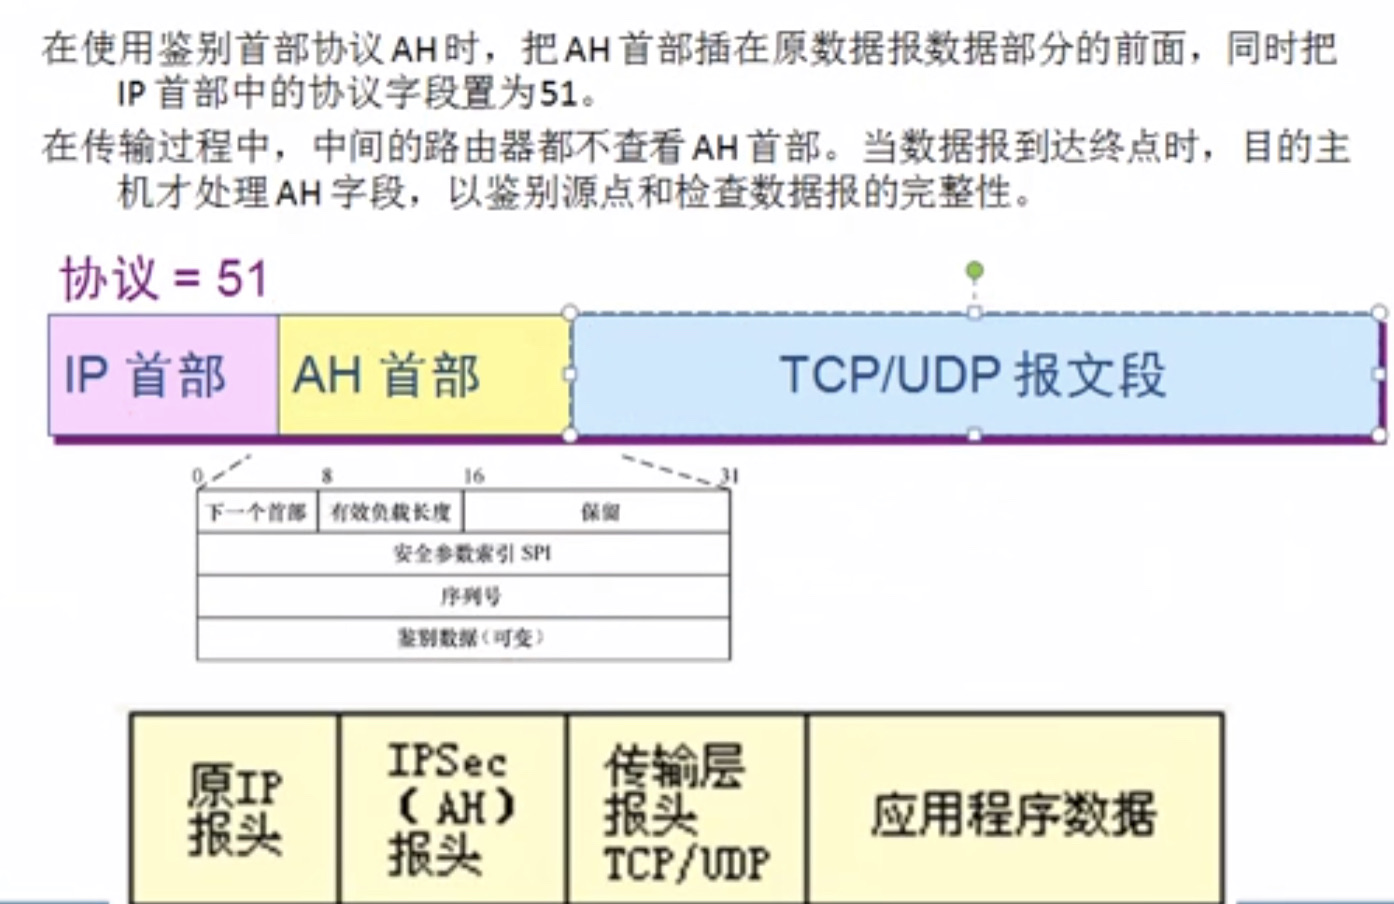 在使用鉴别首部协议AH时，把AH首部插在原数据报数据部分的前面，同时把
IP首部中的协议字段置为51。
在传输过程中，中间的路由器都不查看AH首部。当数据报到达终点时，目的主
机才处理AH字段，以鉴别源点和检查数据报的完整性。
协议 = 51
IP 首部 AH 首部 TCP/UDP 报文段
0 8 16 31
下一个首部 有效负载长度 保留
安全参数索引 SPI
序列号
鉴别数据（可变）
原IP
报头
IPSec
（AH）
报头
传输层
报头
TCP/UDP
应用程序数据